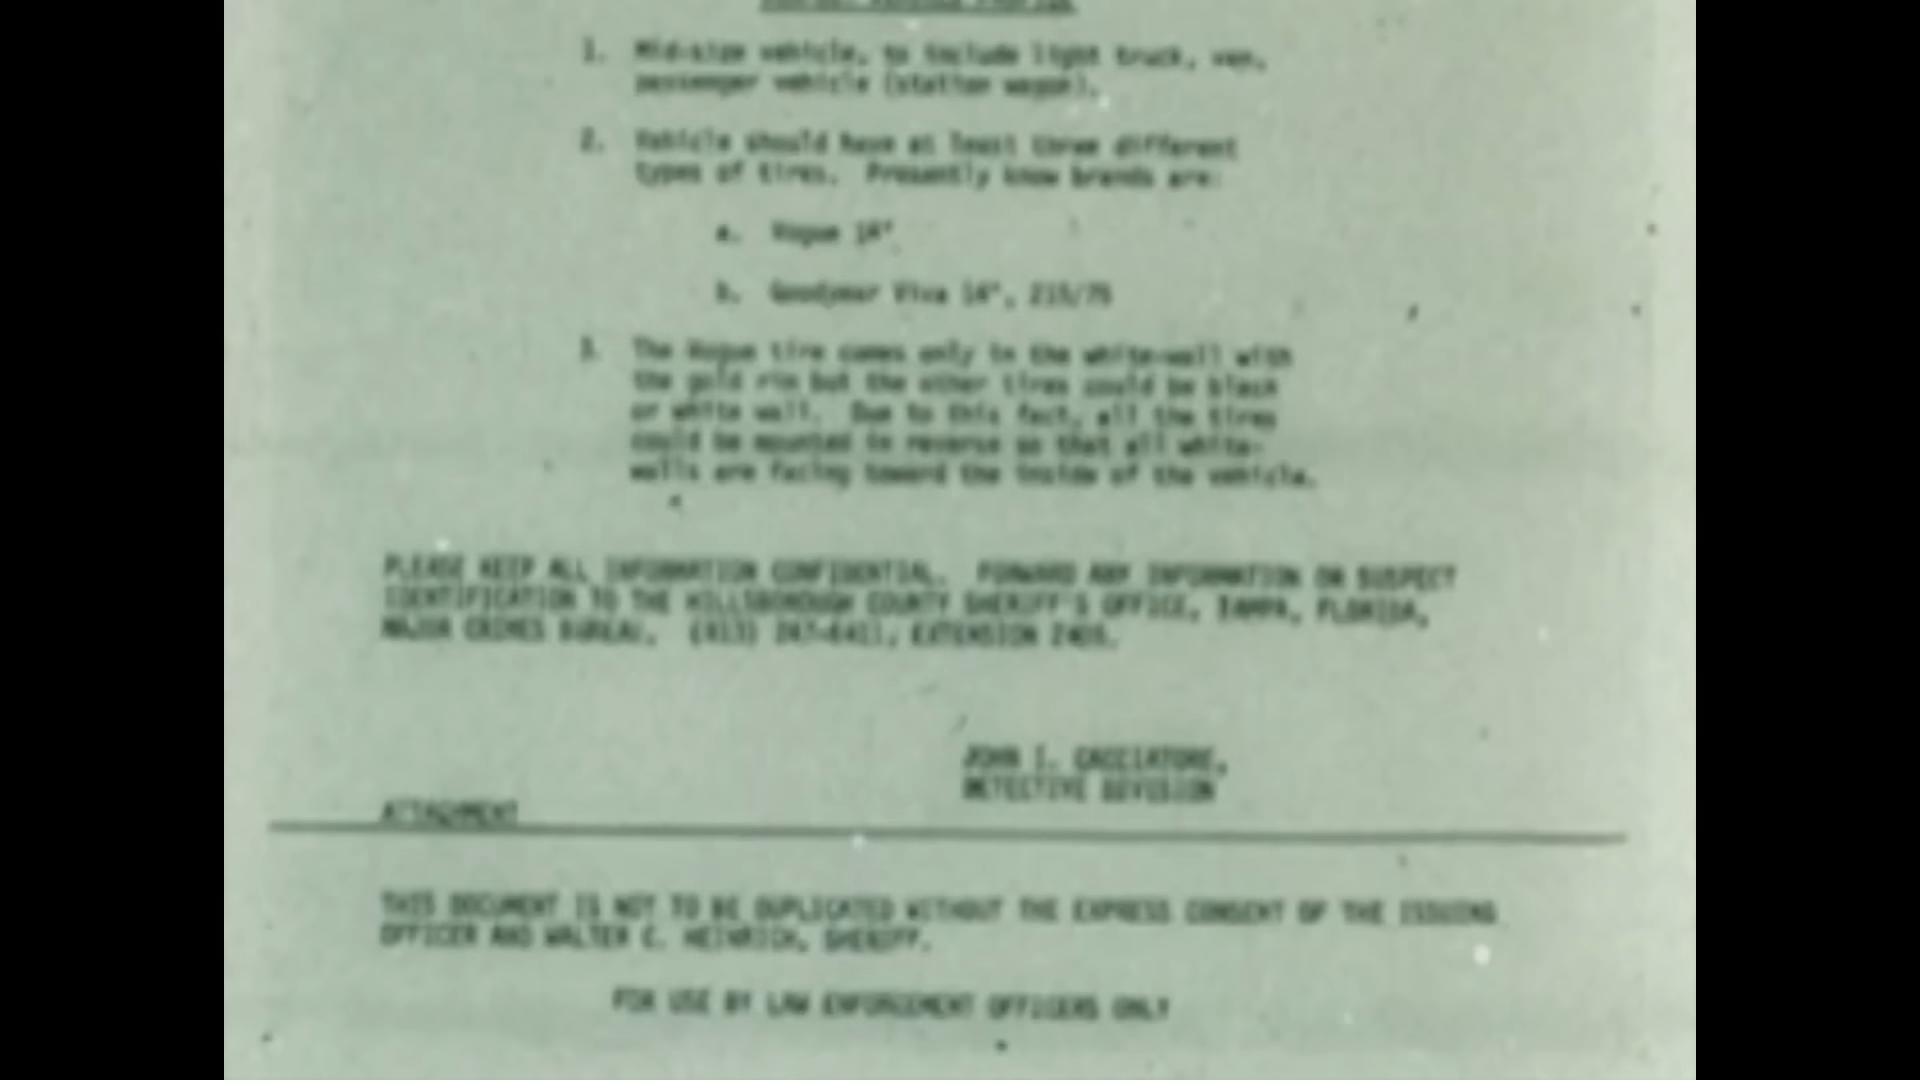 1. Mid-size vehicle, to include light truck, van,
passenger vehicle (station wagon).
2. Vehicle should have at least three different
types of tires. Presently know brands are:
a. Vogue 14"
b. Goodyear Viva 14", 215/75
3. The Vogue tire comes only in the white-wall with
the gold rim but the other tires could be black
or white wall. Due to this fact, all the tires
could be mounted in reverse so that all white-
walls are facing toward the inside of the vehicle.
PLEASE KEEP ALL INFORMATION CONFIDENTIAL. FORWARD ANY INFORMATION OR SUSPECT
IDENTIFICATION TO THE HILLSBOROUGH COUNTY SHERIFF'S OFFICE, TAMPA, FLORIDA,
MAJOR CRIMES BUREAU, (813) EXTENSION
JOHN I. CACCIATORE,
DETECTIVE DIVISION
ATTACHMENT
THIS DOCUMENT IS NOT TO BE DUPLICATED WITHOUT THE EXPRESS CONSENT OF THE ISSUING
OFFICER AND WALTER C. HEINRICH, SHERIFF.
FOR USE BY LAW ENFORCEMENT OFFICERS ONLY